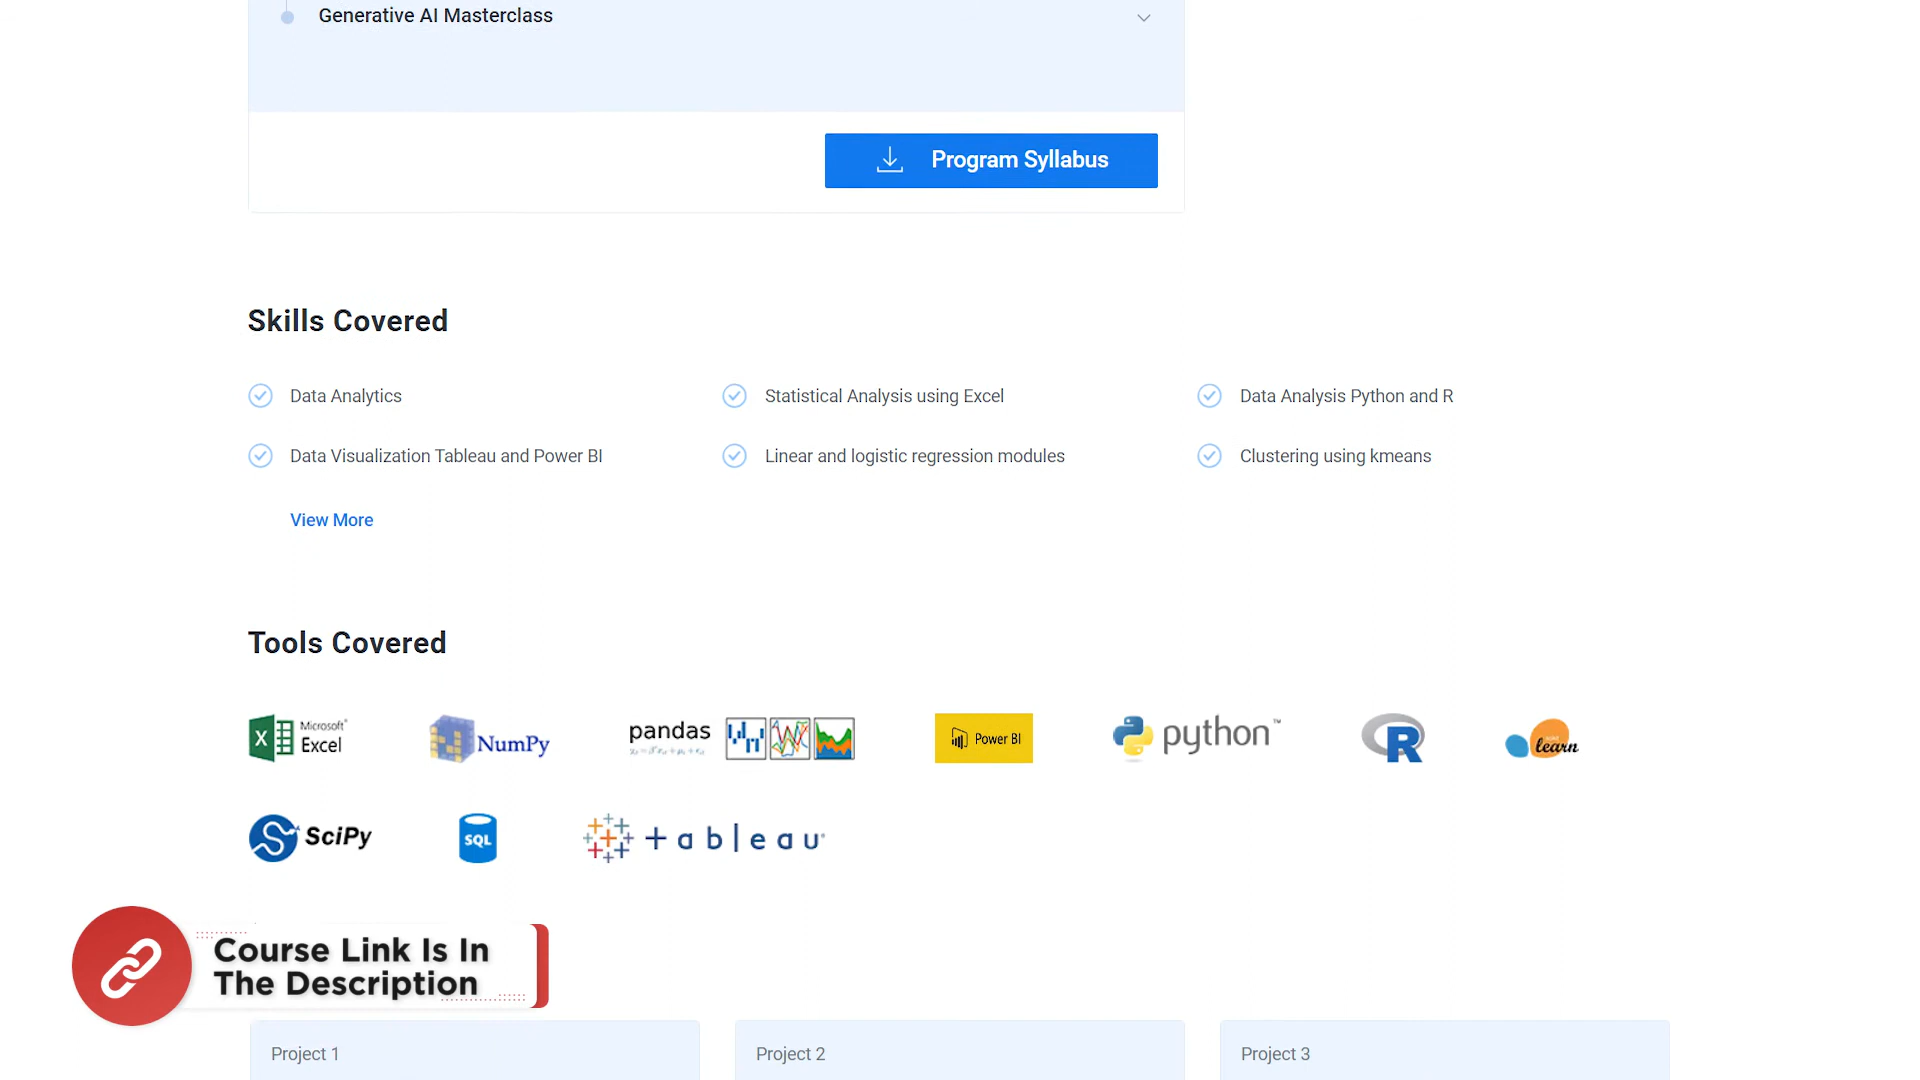 Generative AI Masterclass
Program Syllabus
Skills Covered
Data Analytics
Statistical Analysis using Excel
Data Analysis Python and R
Data Visualization Tableau and Power BI
Linear and logistic regression modules
Clustering using kmeans
View More
Tools Covered
Microsoft®
Excel
NumPy
pandas
Power BI
python™
R
learn
SciPy
SQL
+ableau®
Course Link Is In
The Description
Project 1
Project 2
Project 3